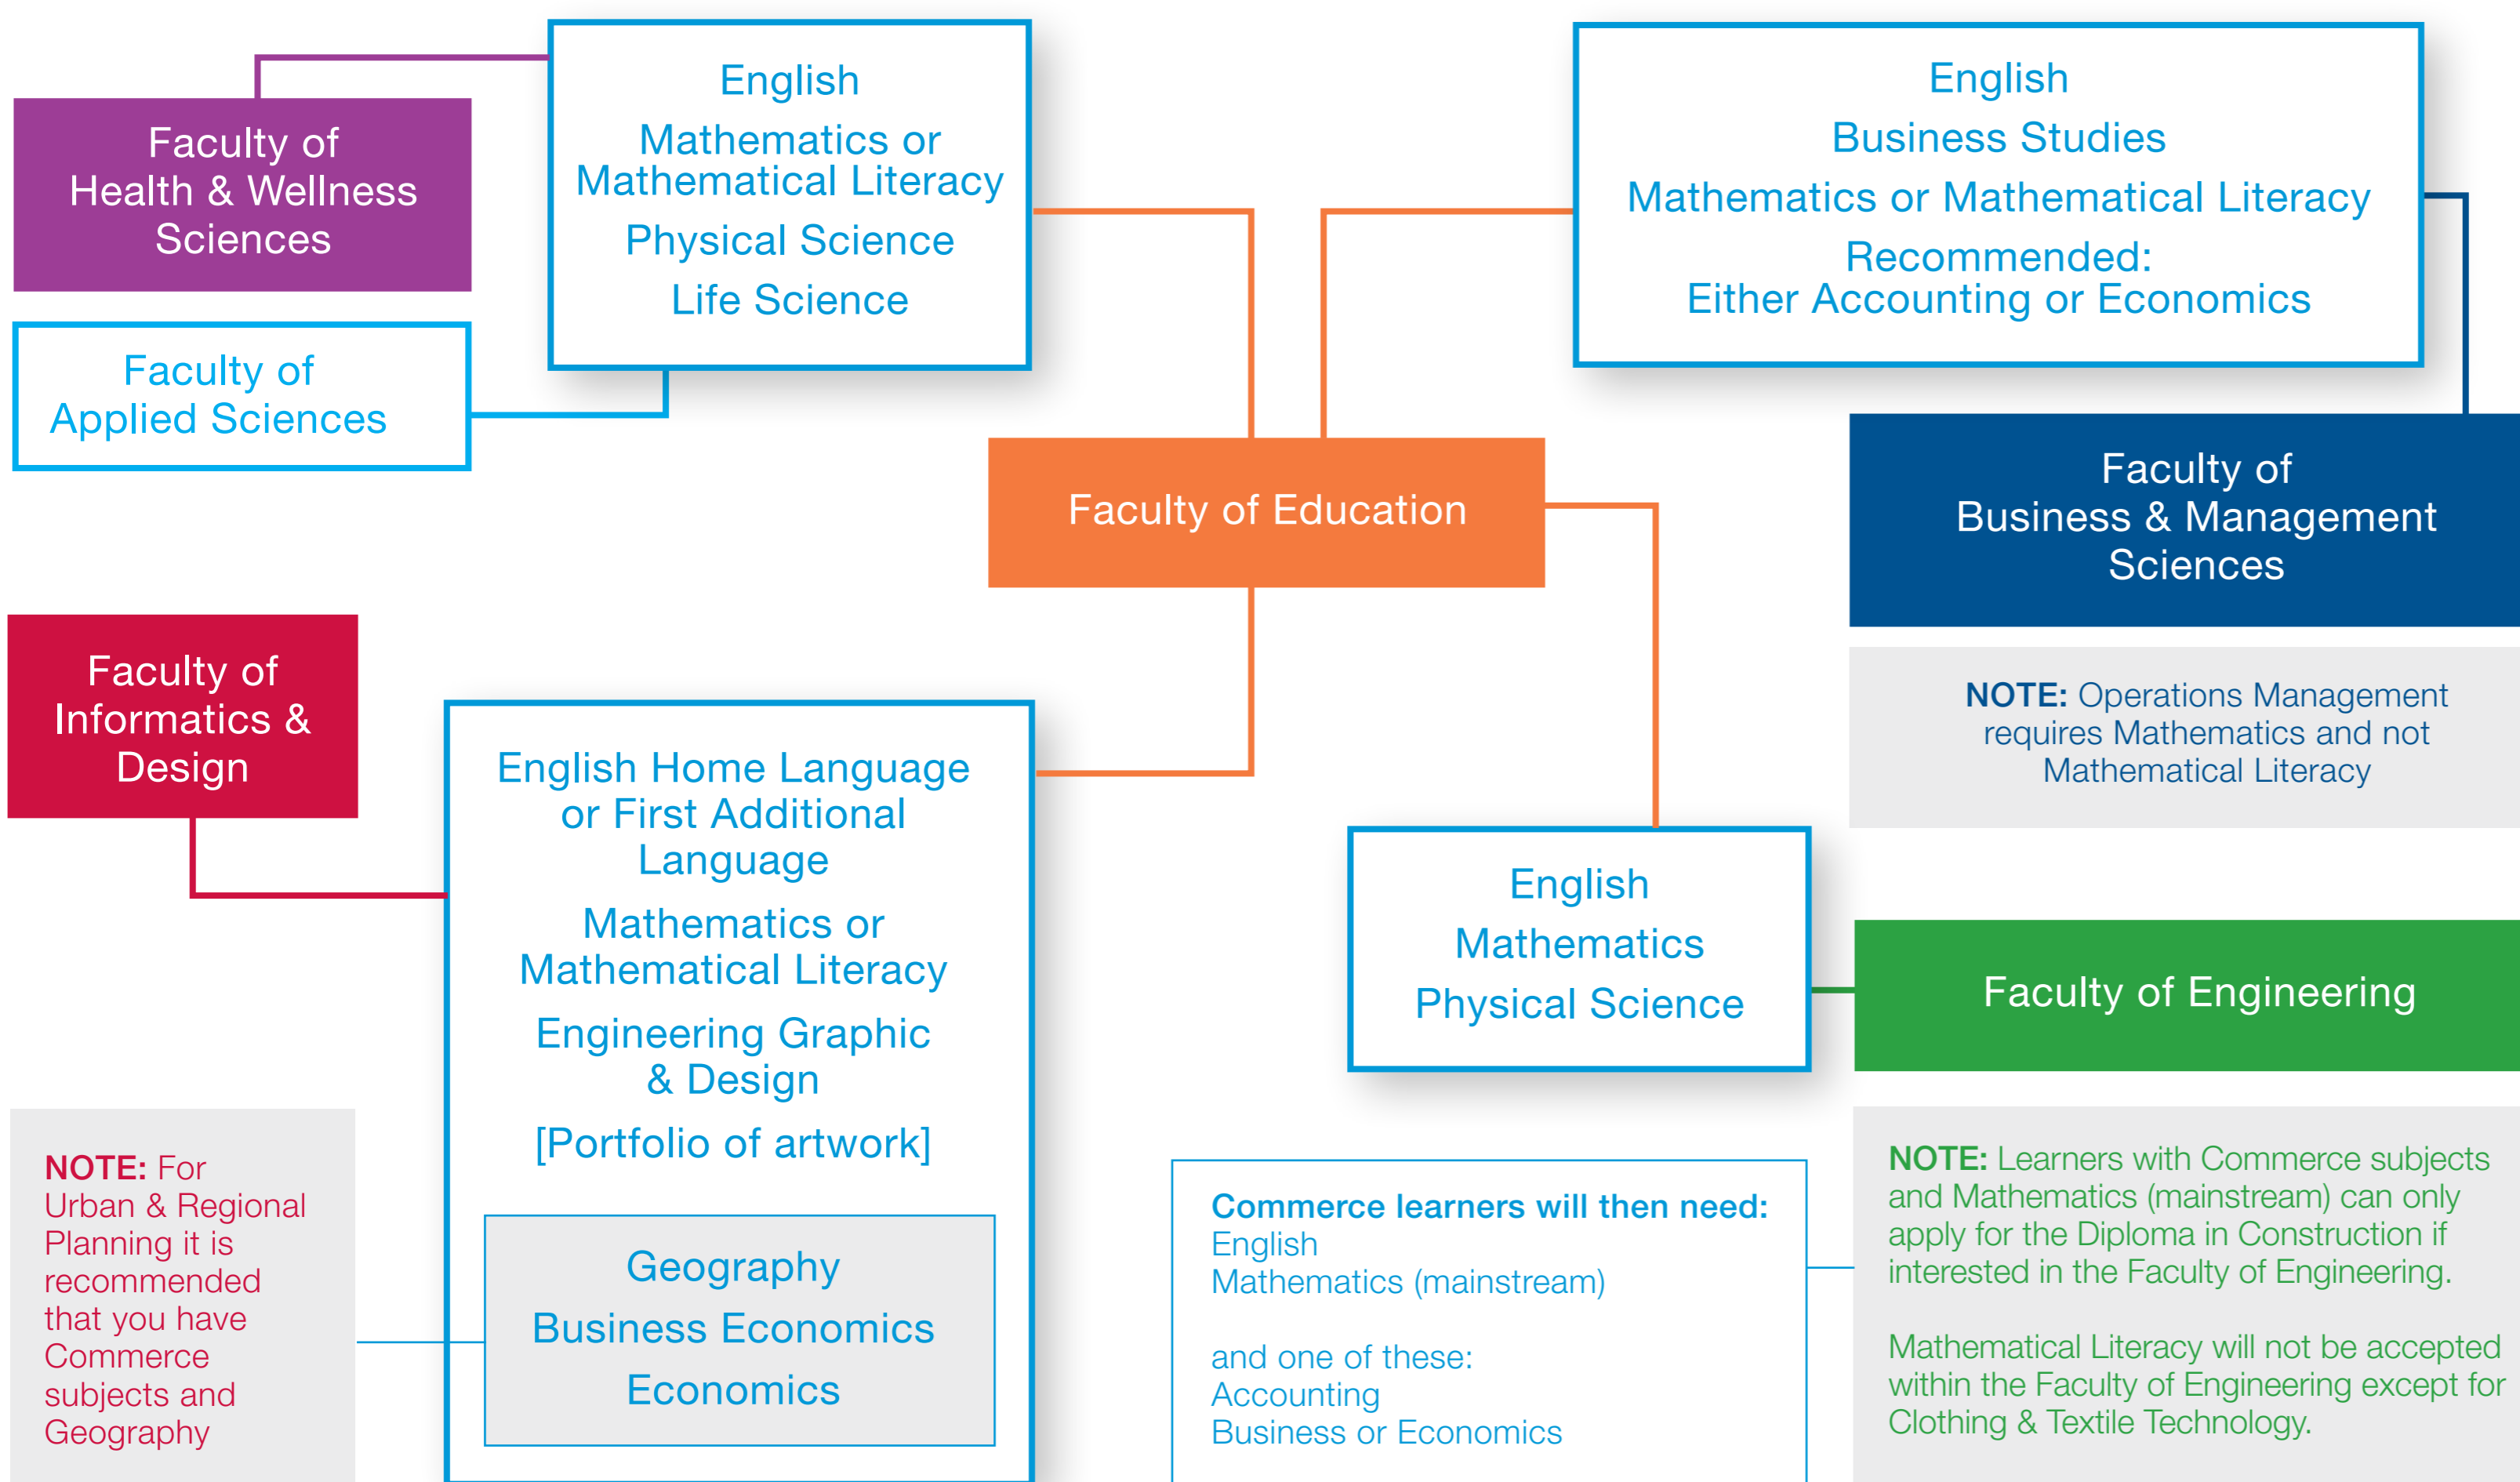 Faculty of
Health & Wellness
Sciences
English
Mathematics or
Mathematical Literacy
Physical Science
Life Science
English
Business Studies
Mathematics or Mathematical Literacy
Recommended:
Either Accounting or Economics
Faculty of
Applied Sciences
Faculty of Education
Faculty of
Business & Management
Sciences
NOTE: Operations Management
requires Mathematics and not
Mathematical Literacy
Faculty of
Informatics &
Design
English Home Language
or First Additional
Language
Mathematics or
Mathematical Literacy
Engineering Graphic
& Design
[Portfolio of artwork]
Geography
Business Economics
Economics
NOTE: For
Urban & Regional
Planning it is
recommended
that you have
Commerce
subjects and
Geography
English
Mathematics
Physical Science
Faculty of Engineering
Commerce learners will then need:
English
Mathematics (mainstream)
and one of these:
Accounting
Business or Economics
NOTE: Learners with Commerce subjects
and Mathematics (mainstream) can only
apply for the Diploma in Construction if
interested in the Faculty of Engineering.
Mathematical Literacy will not be accepted
within the Faculty of Engineering except for
Clothing & Textile Technology.